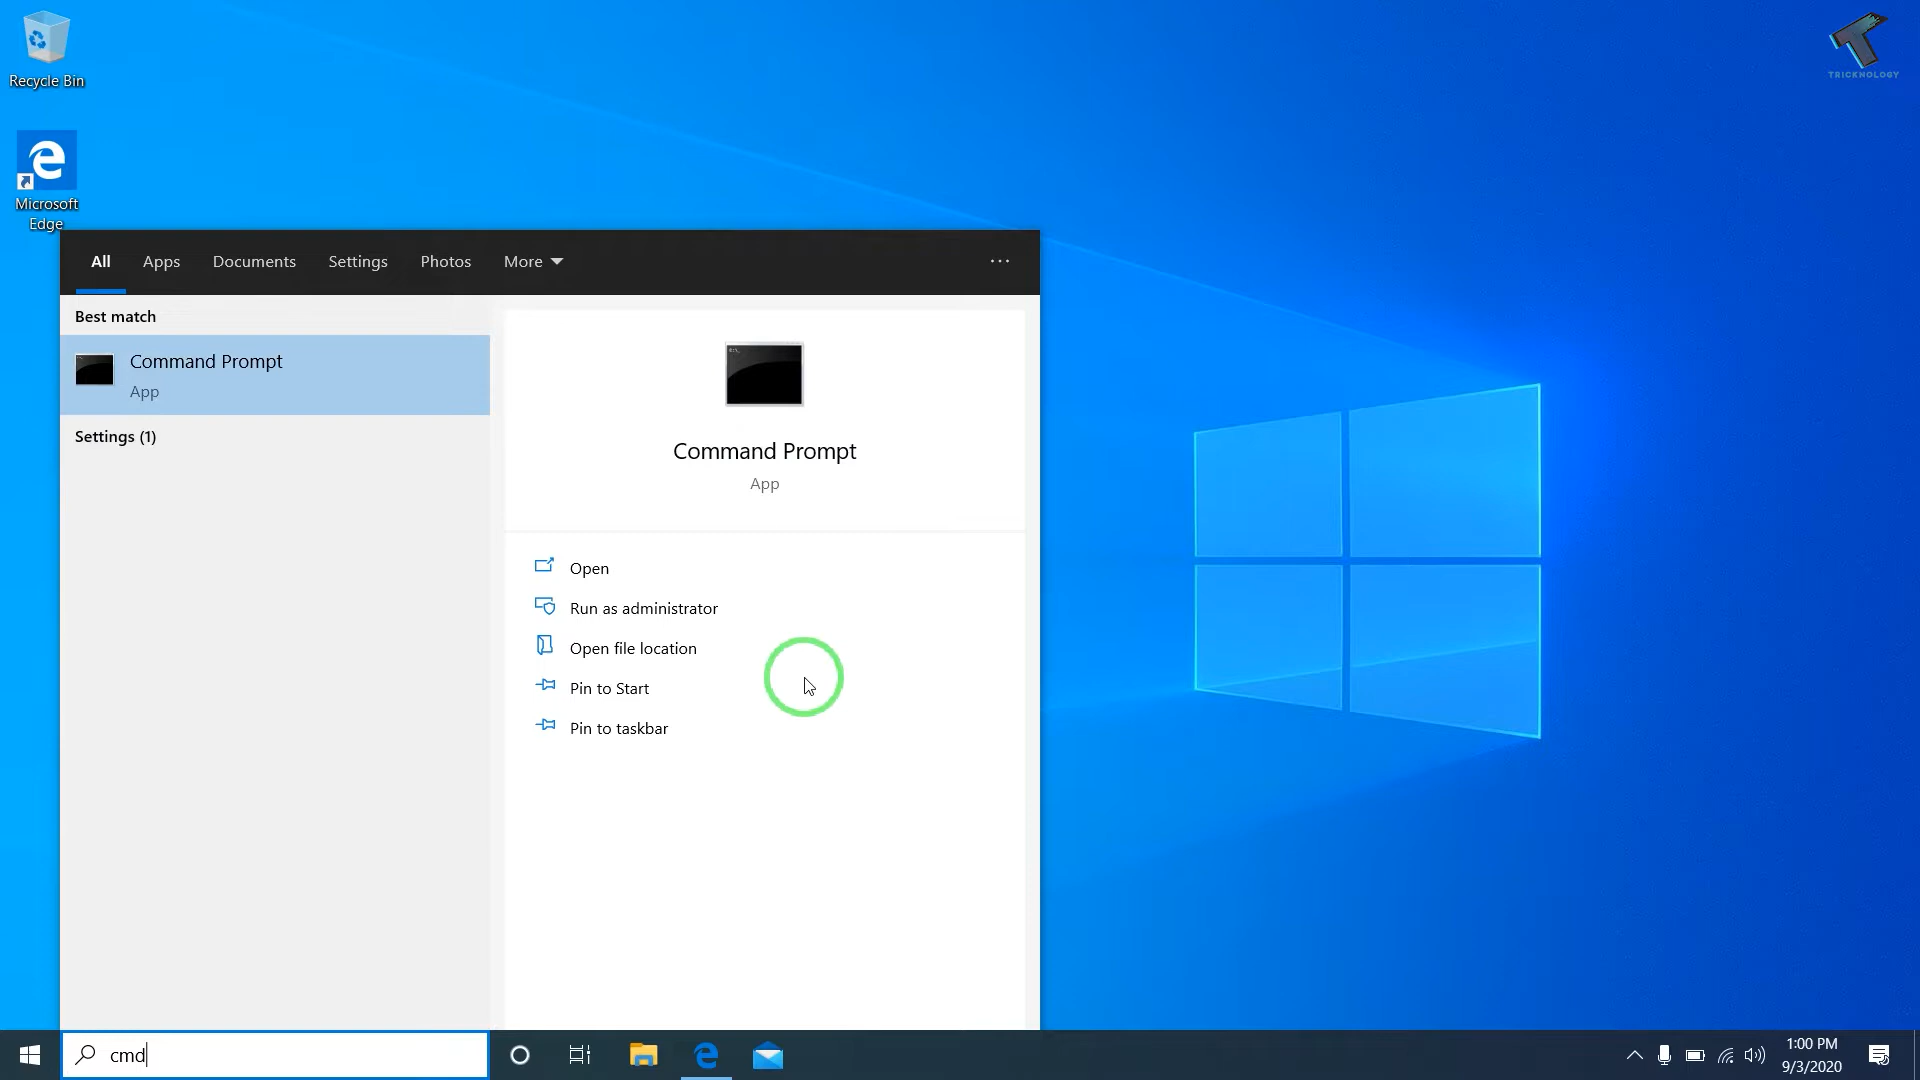 Recycle Bin
TRICKNOLOGY
Microsoft
Edge
All Apps Documents Settings Photos More ...
Best match
Command Prompt
App
Settings (1)
Command Prompt
App
Open
Run as administrator
Open file location
Pin to Start
Pin to taskbar
cmd
1:00 PM
9/3/2020